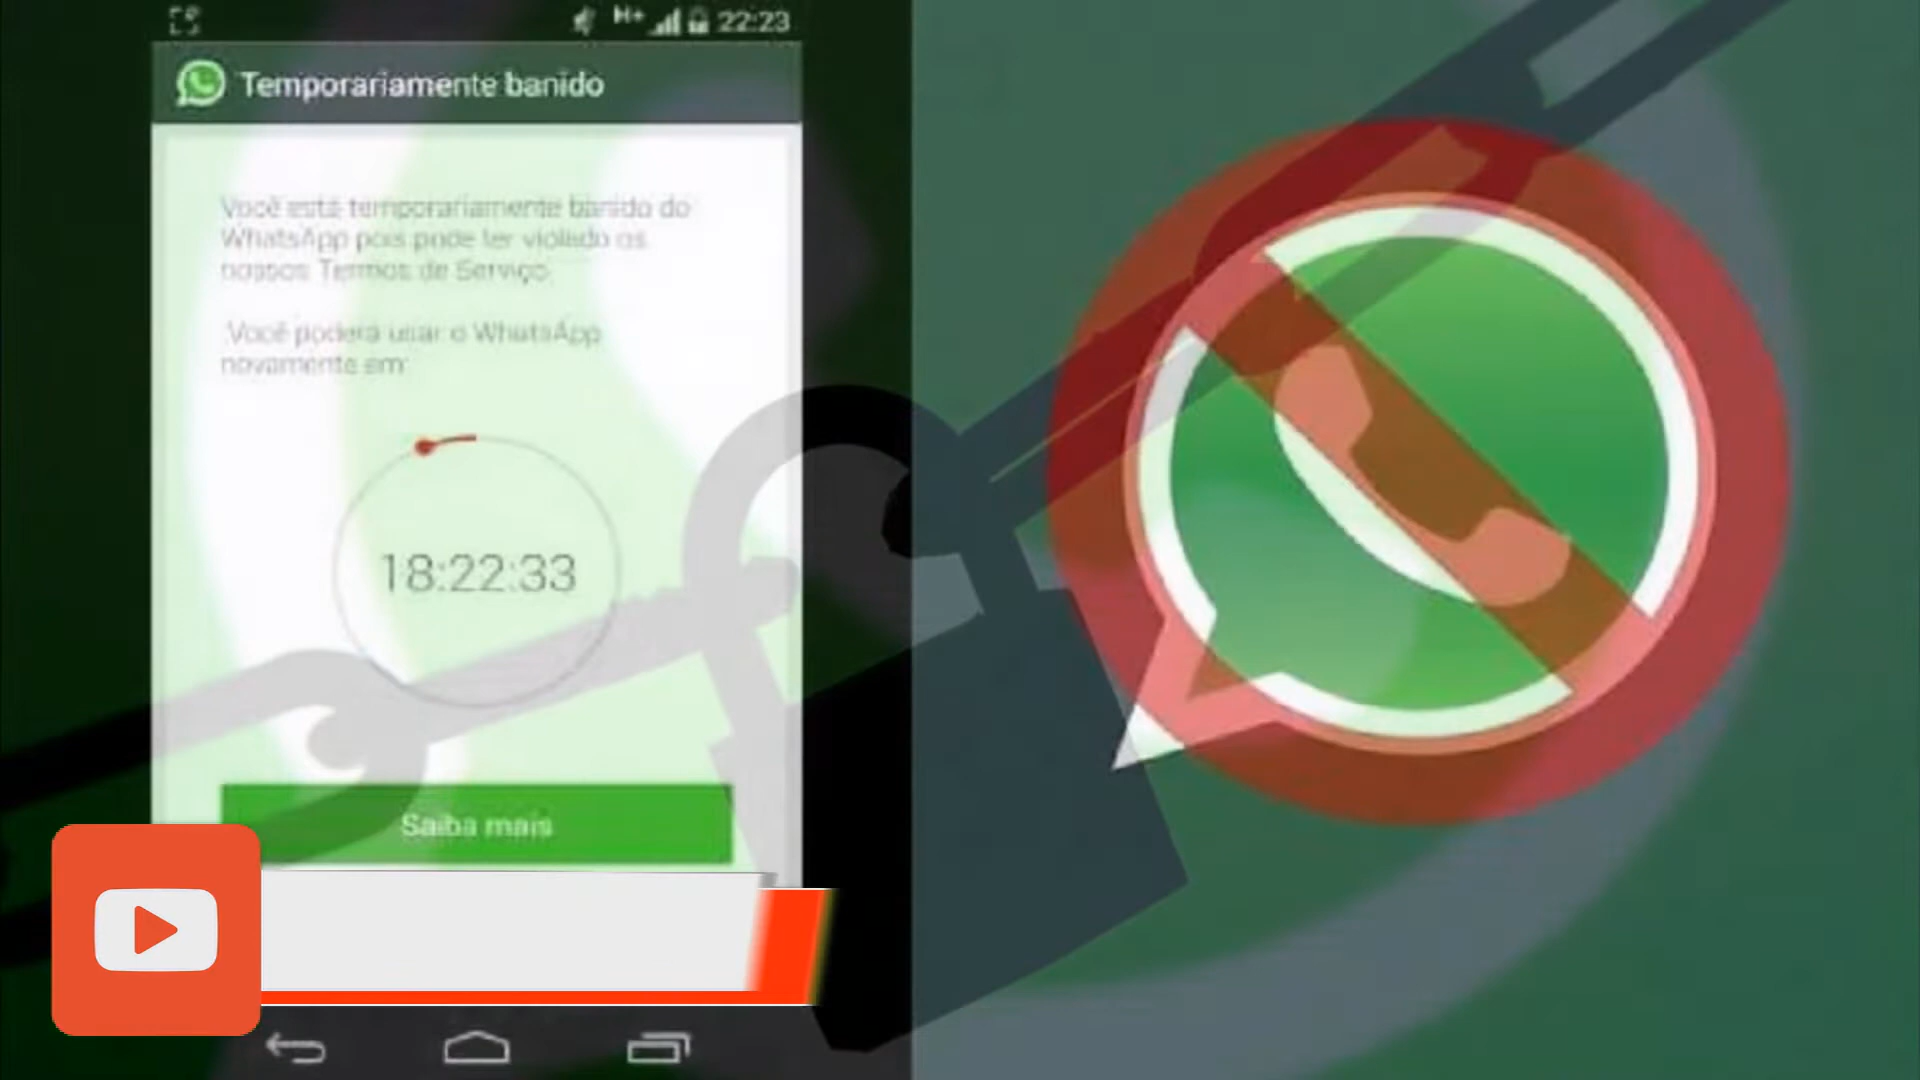 H+ 22:23
Temporariamente banido
Você está temporariamente banido do
WhatsApp pois pode ter violado os
nossos Termos de Serviço.
Você poderá usar o WhatsApp
novamente em:
18:22:33
Saiba mais